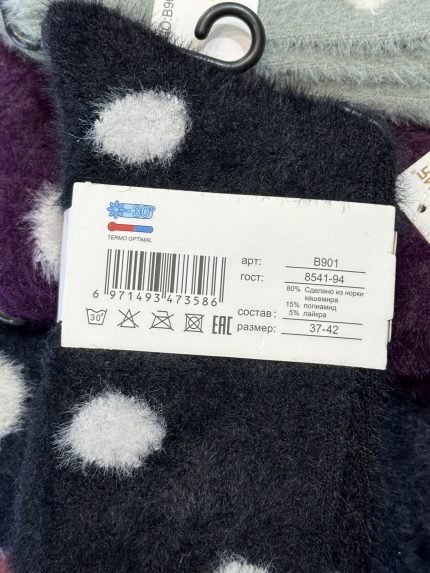 О:В90
-30°
TERMO OPTIMAL
6 971493 473586
30°
EAC
арт: B901
гост: 8541-94
80% Сделано из норки
кашемира
15% полиамид
состав: 5% лайкра
размер: 37-42